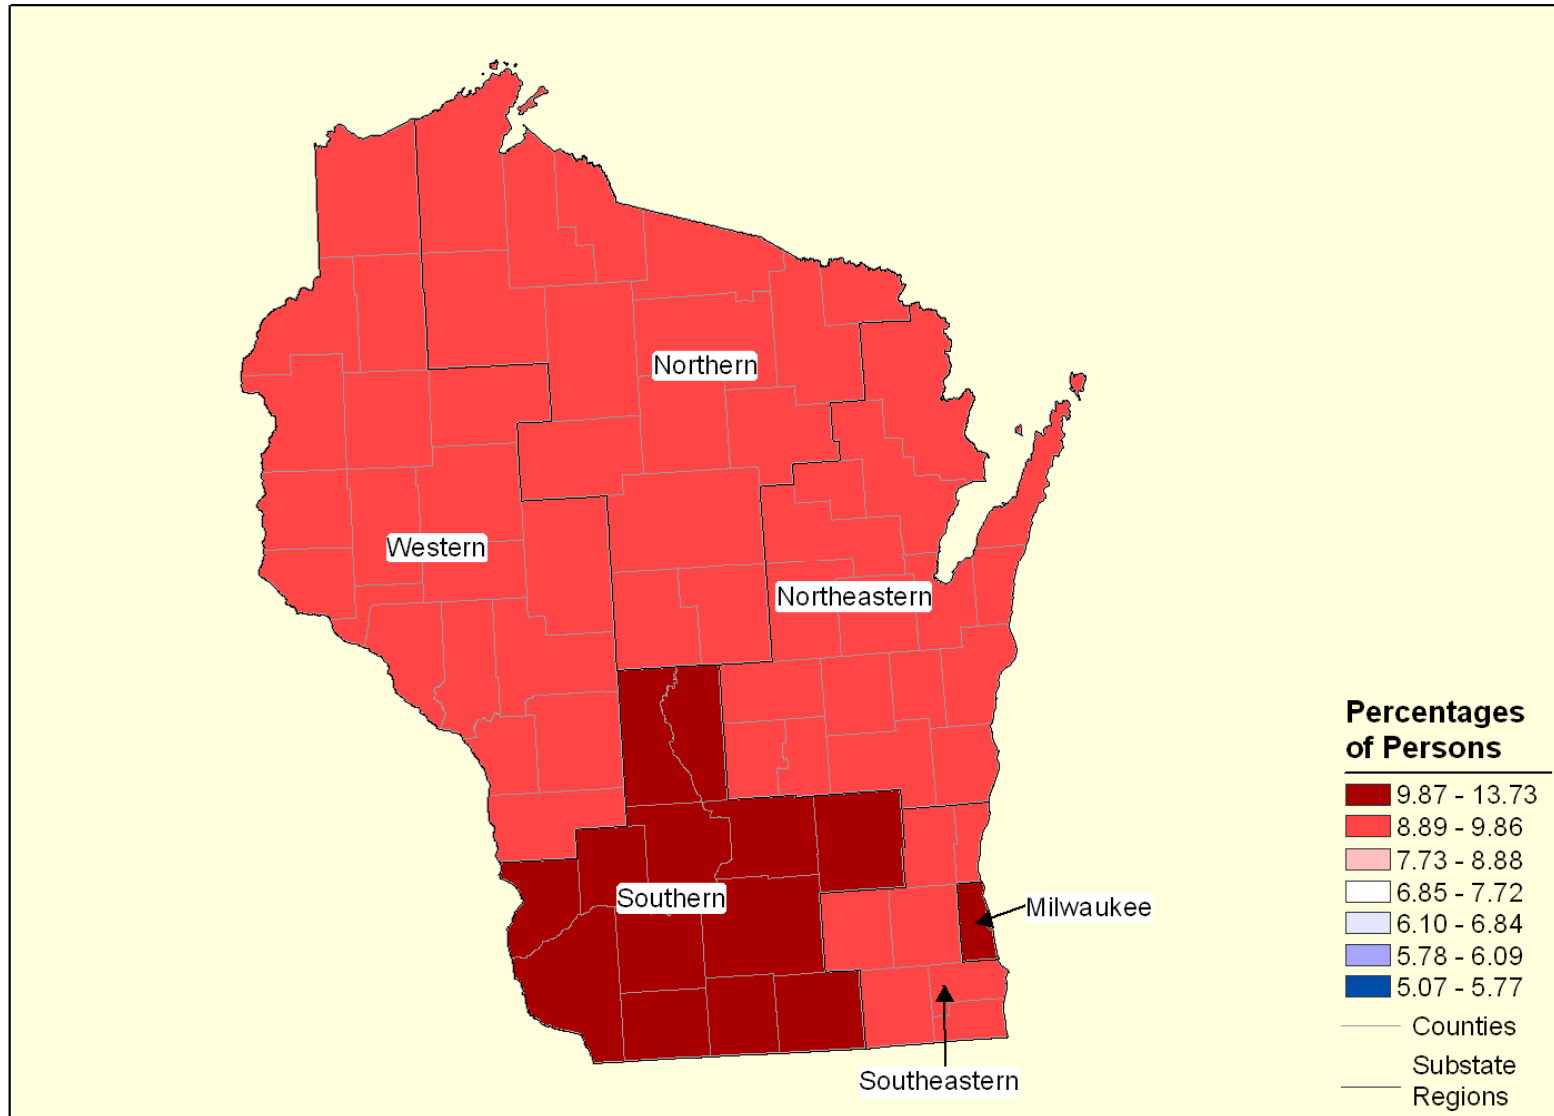 Northern
Western
Northeastern
Southern
Milwaukee
Southeastern
Percentages
of Persons
9.87 - 13.73
8.89 - 9.86
7.73 - 8.88
6.85 - 7.72
6.10 - 6.84
5.78 - 6.09
5.07 - 5.77
Counties
Substate
Regions